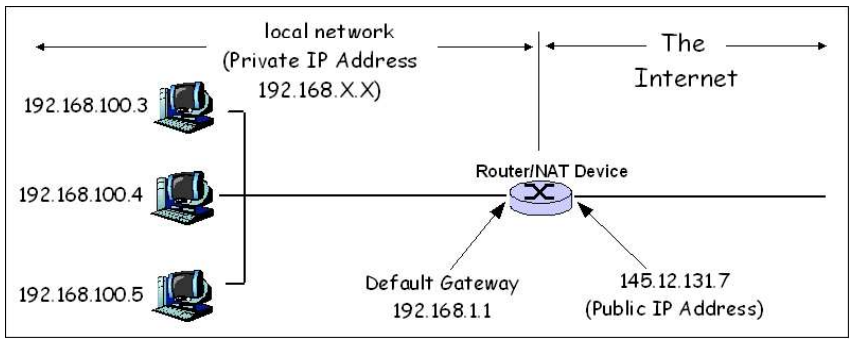 local network
(Private IP Address
192.168.X.X)
The
Internet
192.168.100.3
192.168.100.4
192.168.100.5
Router/NAT Device
Default Gateway
192.168.1.1
145.12.131.7
(Public IP Address)